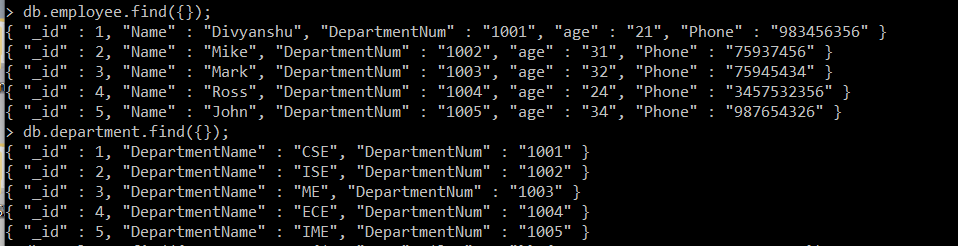 > db.employee.find({});
{ "_id" : 1, "Name" : "Divyanshu", "DepartmentNum" : "1001", "age" : "21", "Phone" : "983456356" }
{ "_id" : 2, "Name" : "Mike", "DepartmentNum" : "1002", "age" : "31", "Phone" : "75937456" }
{ "_id" : 3, "Name" : "Mark", "DepartmentNum" : "1003", "age" : "32", "Phone" : "75945434" }
{ "_id" : 4, "Name" : "Ross", "DepartmentNum" : "1004", "age" : "24", "Phone" : "3457532356" }
{ "_id" : 5, "Name" : "John", "DepartmentNum" : "1005", "age" : "34", "Phone" : "987654326" }
> db.department.find({});
{ "_id" : 1, "DepartmentName" : "CSE", "DepartmentNum" : "1001" }
{ "_id" : 2, "DepartmentName" : "ISE", "DepartmentNum" : "1002" }
{ "_id" : 3, "DepartmentName" : "ME", "DepartmentNum" : "1003" }
{ "_id" : 4, "DepartmentName" : "ECE", "DepartmentNum" : "1004" }
{ "_id" : 5, "DepartmentName" : "IME", "DepartmentNum" : "1005" }